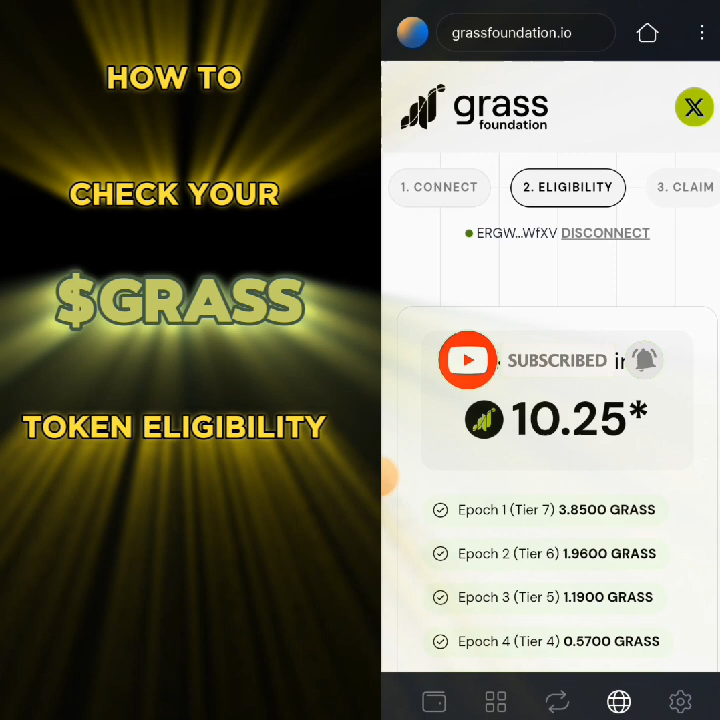 HOW TO
CHECK YOUR
$GRASS
TOKEN ELIGIBILITY
grassfoundation.io
grass
foundation
X
1. CONNECT
2. ELIGIBILITY
3. CLAIM
ERGW...WfXV DISCONNECT
SUBSCRIBED
10.25*
Epoch 1 (Tier 7) 3.8500 GRASS
Epoch 2 (Tier 6) 1.9600 GRASS
Epoch 3 (Tier 5) 1.1900 GRASS
Epoch 4 (Tier 4) 0.5700 GRASS